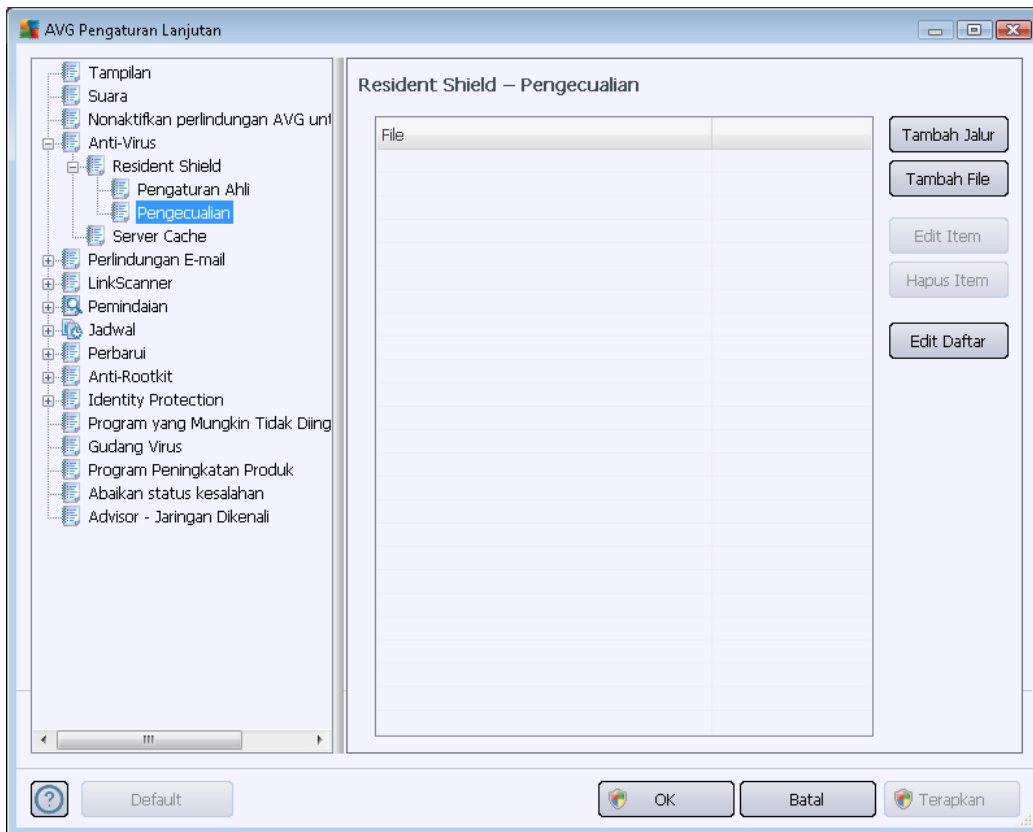 AVG Pengaturan Lanjutan
Tampilan
Suara
Nonaktifkan perlindungan AVG unt
Anti-Virus
Resident Shield
Pengaturan Ahli
Pengecualian
Server Cache
Perlindungan E-mail
LinkScanner
Pemindaian
Jadwal
Perbarui
Anti-Rootkit
Identity Protection
Program yang Mungkin Tidak Diing
Gudang Virus
Program Peningkatan Produk
Abaikan status kesalahan
Advisor - Jaringan Dikenali
Resident Shield – Pengecualian
File
Tambah Jalur
Tambah File
Edit Item
Hapus Item
Edit Daftar
Default
OK
Batal
Terapkan